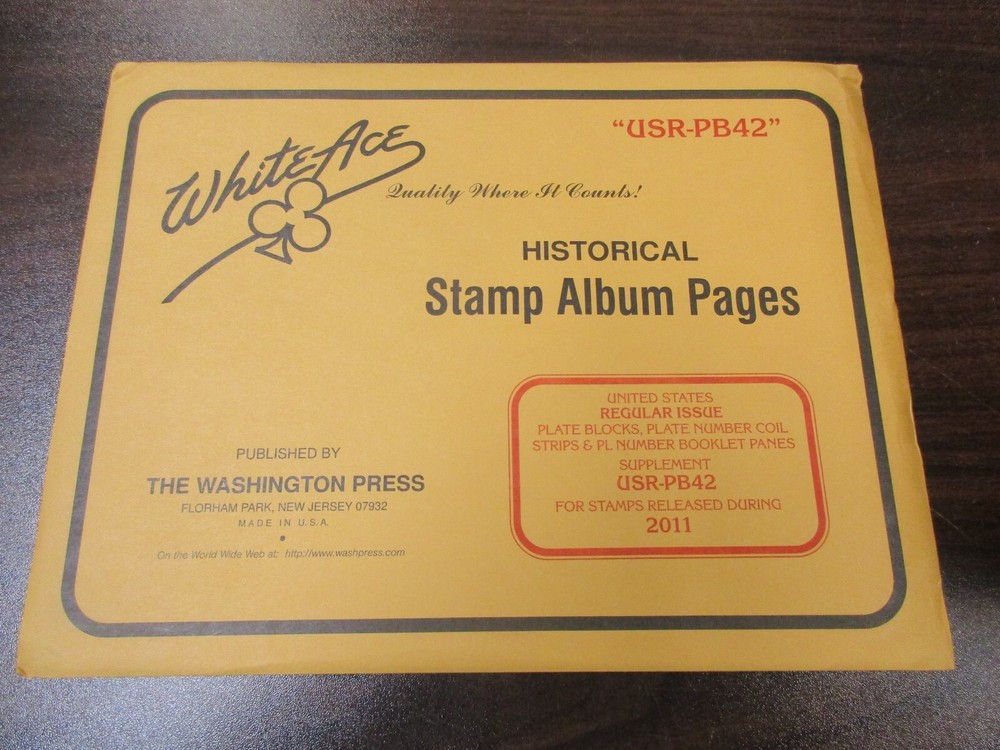 "USR-PB42"
White Ace
Quality Where It Counts!
HISTORICAL
Stamp Album Pages
UNITED STATES
REGULAR ISSUE
PLATE BLOCKS, PLATE NUMBER COIL
STRIPS & PL NUMBER BOOKLET PANES
SUPPLEMENT
USR-PB42
FOR STAMPS RELEASED DURING
2011
PUBLISHED BY
THE WASHINGTON PRESS
FLORHAM PARK, NEW JERSEY 07932
MADE IN U.S.A.
On the World Wide Web at: http://www.washpress.com